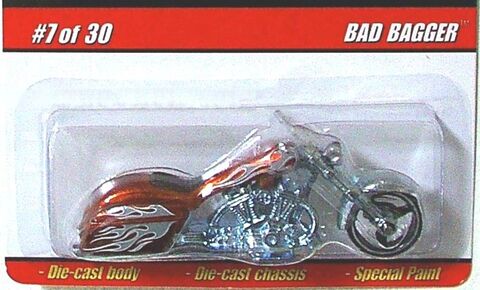 #7 of 30 BAD BAGGER™
- Die-cast body - Die-cast chassis - Special Paint